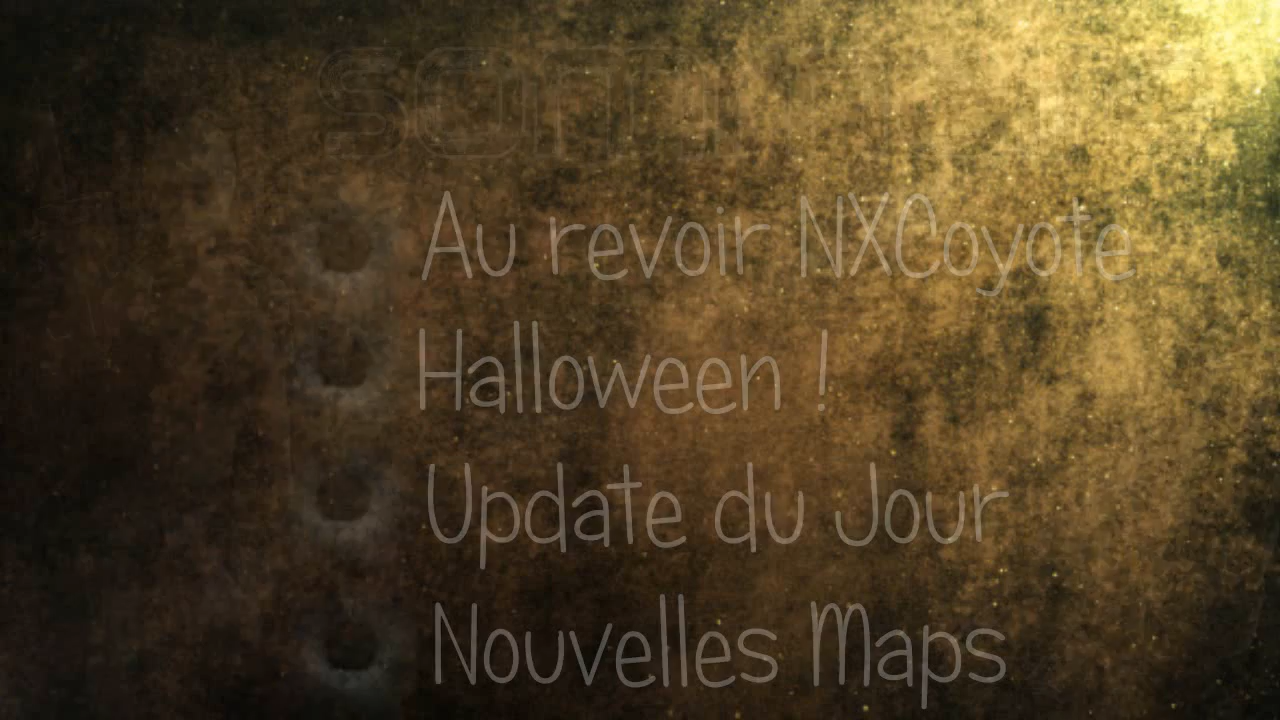 Au revoir NXCoyote
Halloween !
Update du Jour
Nouvelles Maps